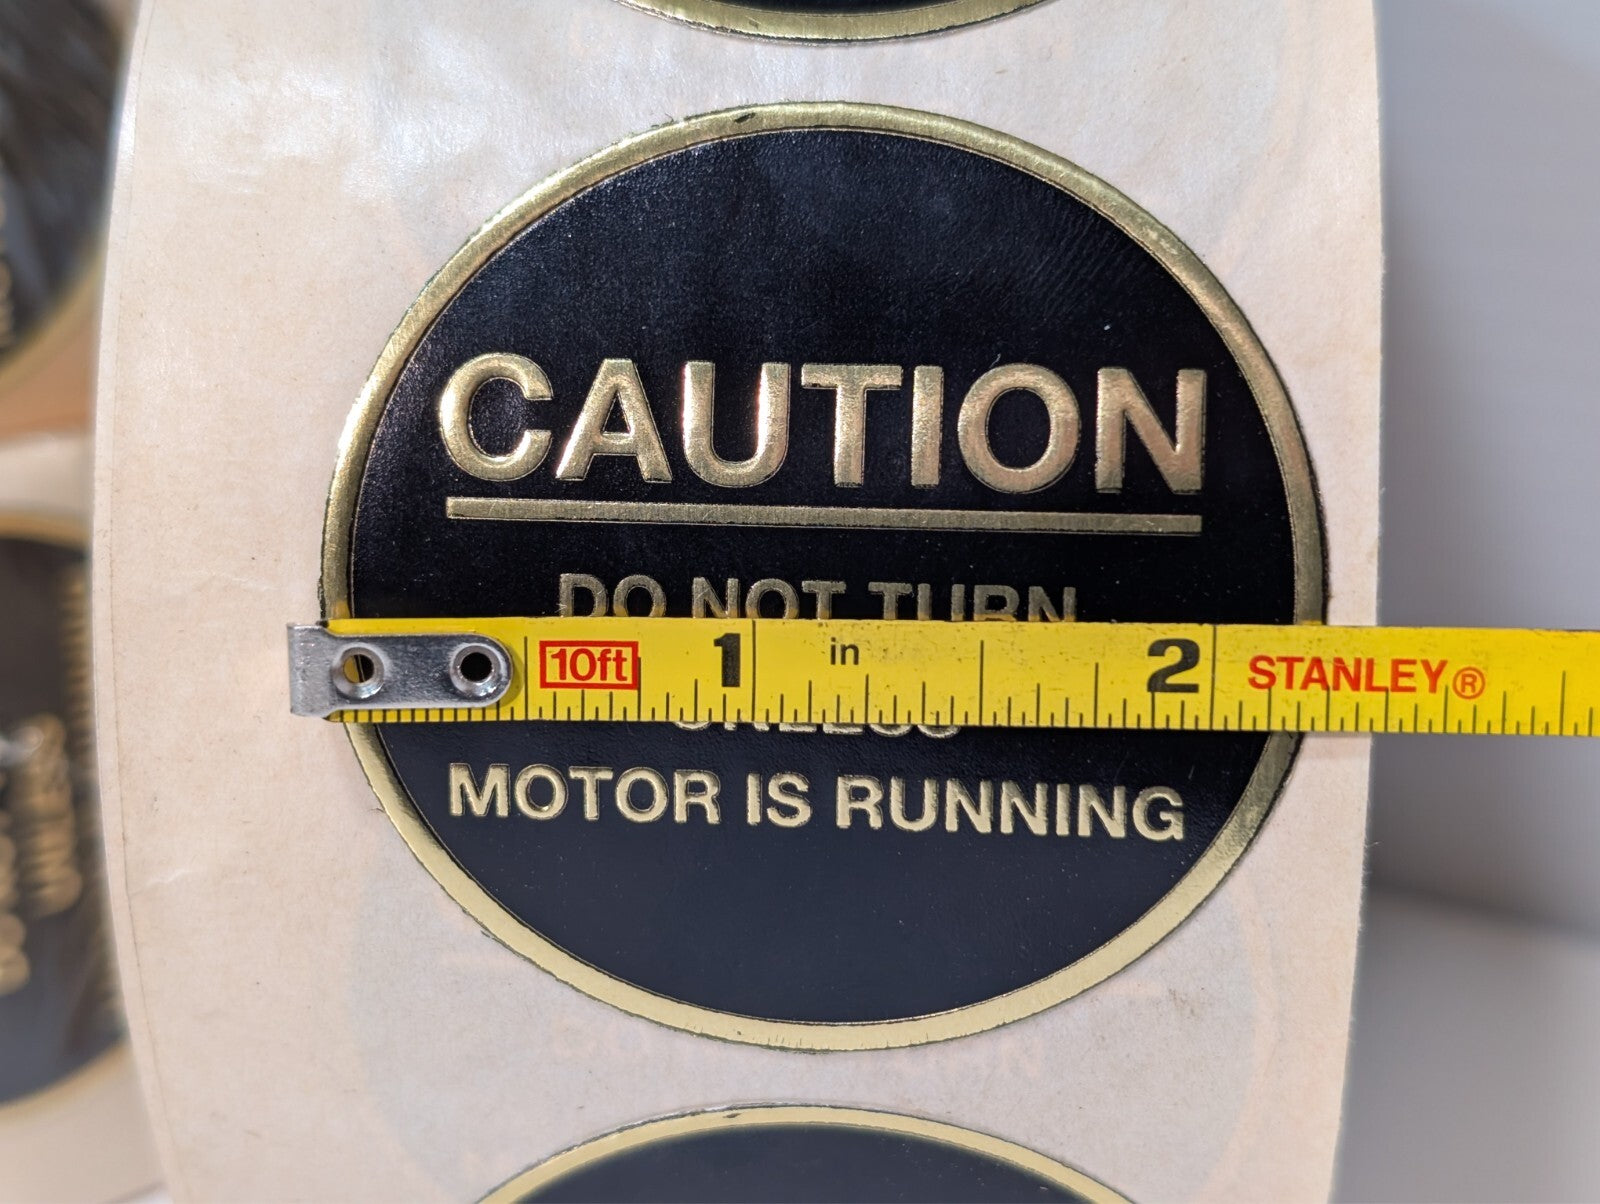 CAUTION
DO NOT TURN
10ft 1 in 2 STANLEY®
MOTOR IS RUNNING